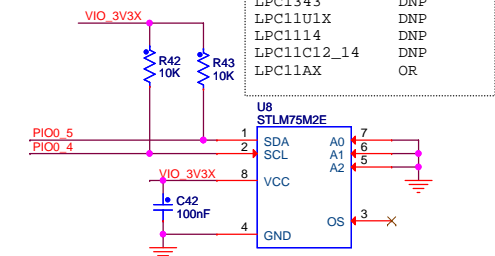 LPC1343 DNP
LPC11U1X DNP
LPC1114 DNP
LPC11C12_14 DNP
LPC11AX OR
VIO_3V3X
R42
10K
R43
10K
U8
STLM75M2E
PIO0_5
PIO0_4
1 SDA
2 SCL
8 VCC
4 GND
A0 7
A1 6
A2 5
OS 3
VIO_3V3X
C42
100nF